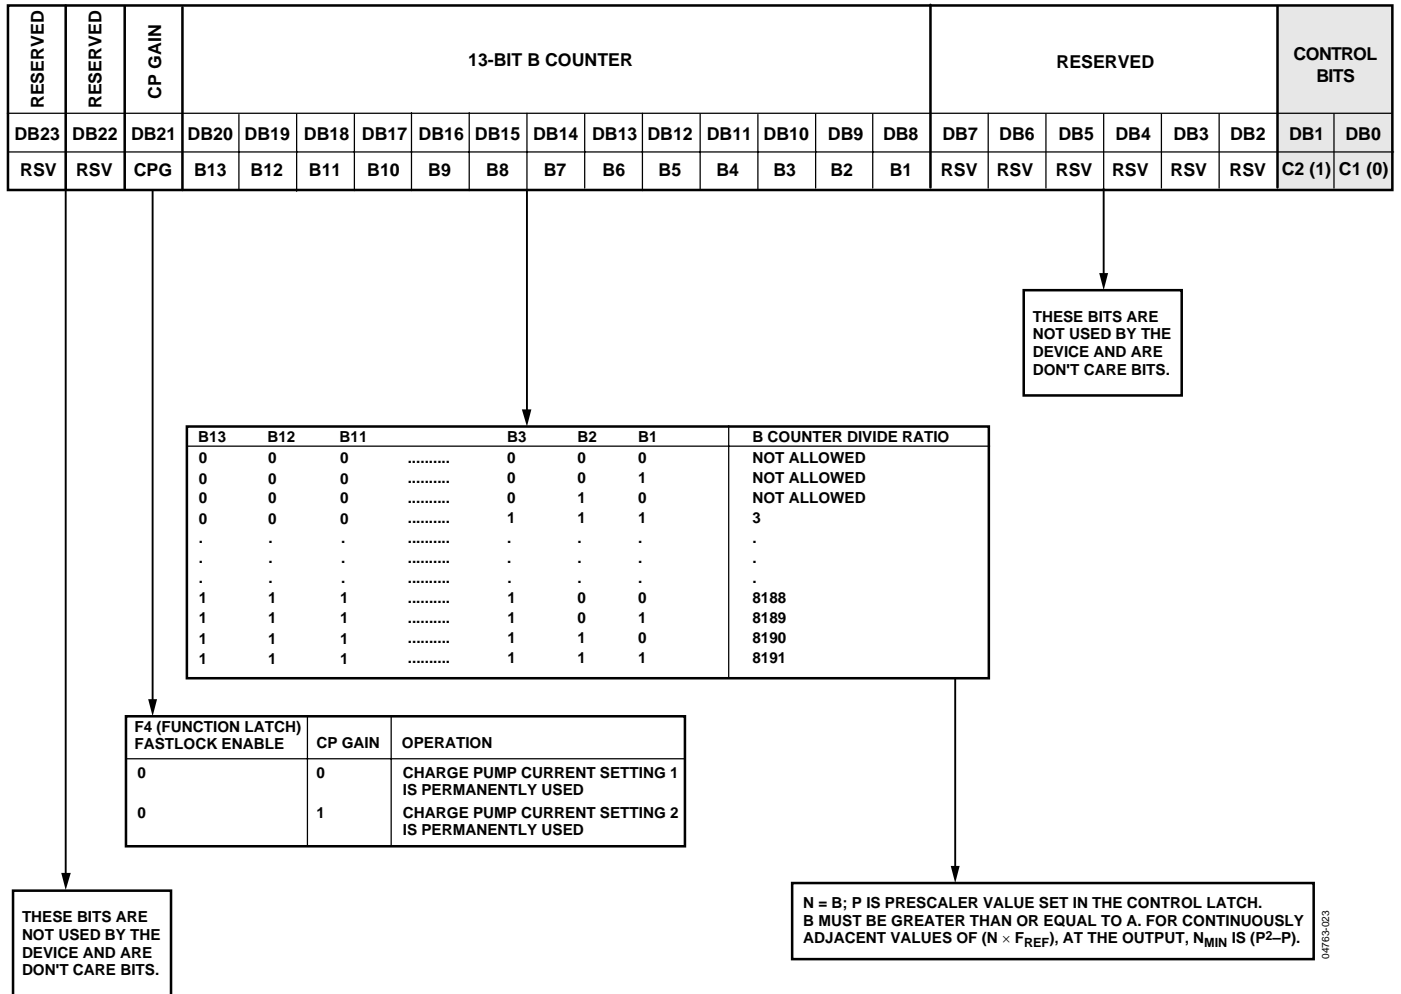 RESERVED
RESERVED
CP GAIN
13-BIT B COUNTER
RESERVED
CONTROL
BITS
DB23 DB22 DB21 DB20 DB19 DB18 DB17 DB16 DB15 DB14 DB13 DB12 DB11 DB10 DB9 DB8 DB7 DB6 DB5 DB4 DB3 DB2 DB1 DB0
RSV RSV CPG B13 B12 B11 B10 B9 B8 B7 B6 B5 B4 B3 B2 B1 RSV RSV RSV RSV RSV RSV C2 (1) C1 (0)
THESE BITS ARE
NOT USED BY THE
DEVICE AND ARE
DON'T CARE BITS.
B13 B12 B11 B3 B2 B1 B COUNTER DIVIDE RATIO
0 0 0 .......... 0 0 0 NOT ALLOWED
0 0 0 .......... 0 0 1 NOT ALLOWED
0 0 0 .......... 0 1 0 NOT ALLOWED
0 0 0 .......... 1 1 1 3
. . . .......... . . . .
. . . .......... . . . .
. . . .......... . . . .
1 1 1 .......... 1 0 0 8188
1 1 1 .......... 1 0 1 8189
1 1 1 .......... 1 1 0 8190
1 1 1 .......... 1 1 1 8191
F4 (FUNCTION LATCH)
FASTLOCK ENABLE CP GAIN OPERATION
0 0 CHARGE PUMP CURRENT SETTING 1
IS PERMANENTLY USED
0 1 CHARGE PUMP CURRENT SETTING 2
IS PERMANENTLY USED
THESE BITS ARE
NOT USED BY THE
DEVICE AND ARE
DON'T CARE BITS.
N = B; P IS PRESCALER VALUE SET IN THE CONTROL LATCH.
B MUST BE GREATER THAN OR EQUAL TO A. FOR CONTINUOUSLY
ADJACENT VALUES OF (N × F_REF), AT THE OUTPUT, N_MIN IS (P²–P).
04763-023